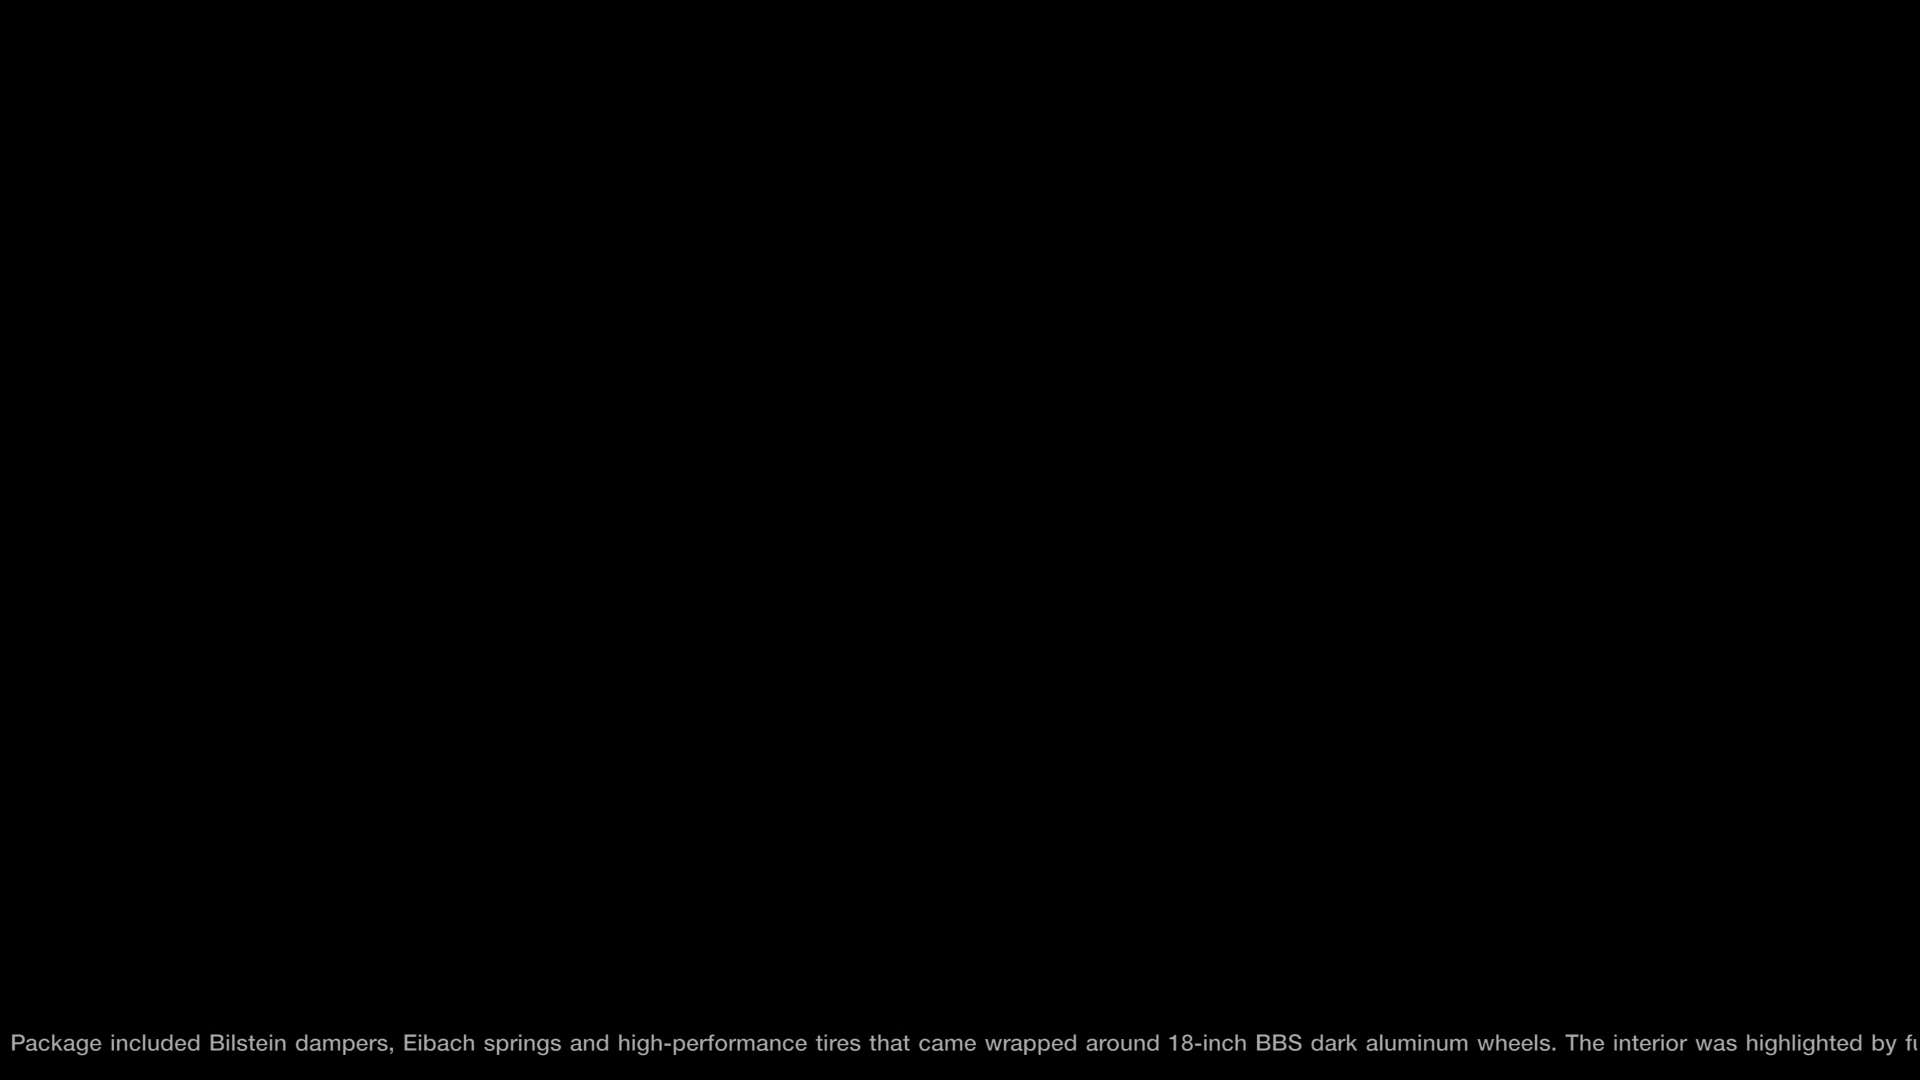 Package included Bilstein dampers, Eibach springs and high-performance tires that came wrapped around 18-inch BBS dark aluminum wheels. The interior was highlighted by